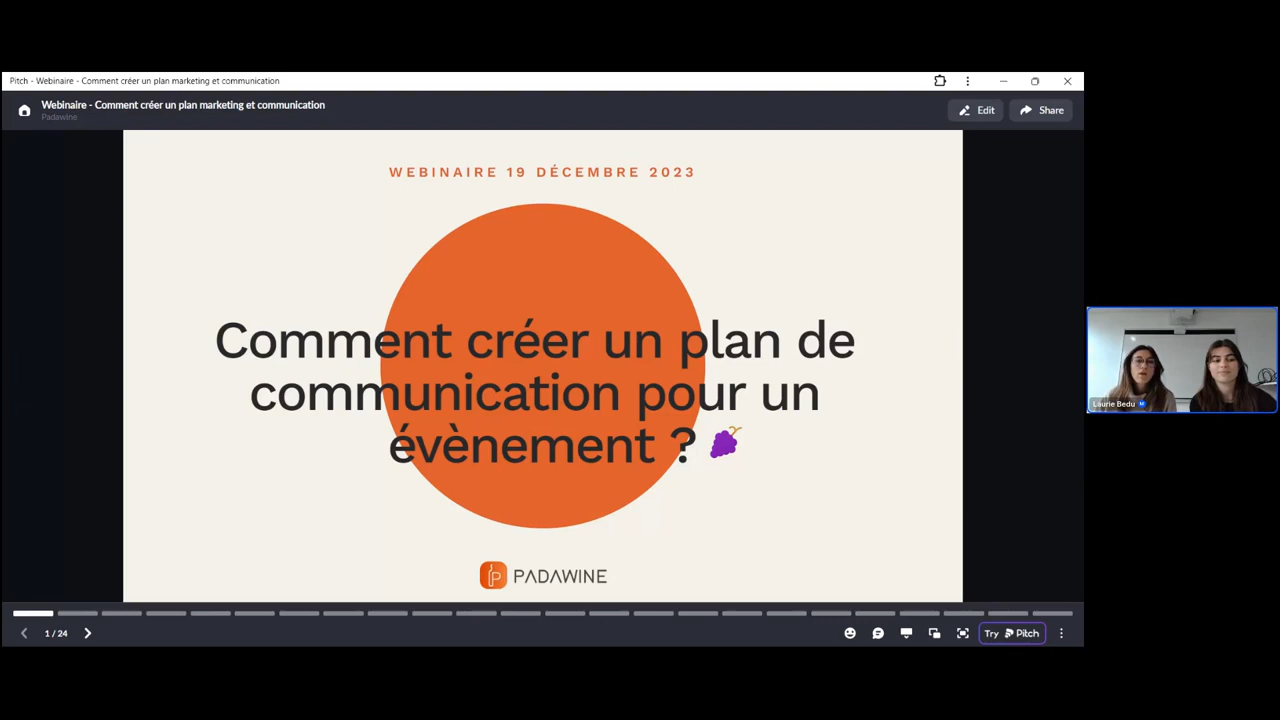 Pitch - Webinaire - Comment créer un plan marketing et communication
Webinaire - Comment créer un plan marketing et communication
Padawine
Edit
Share
WEBINAIRE 19 DÉCEMBRE 2023
Comment créer un plan de
communication pour un
évènement ?
PADAWINE
Laurie Bedu
1 / 24
Try Pitch